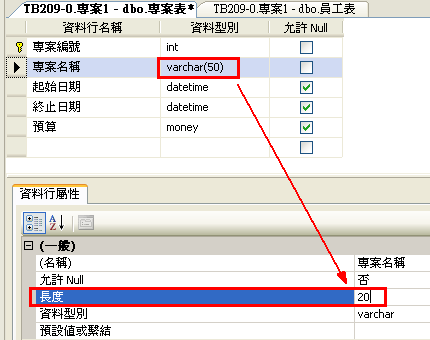 TB209-0.專案1 - dbo.專案表* TB209-0.專案1 - dbo.員工表
資料行名稱 資料型別 允許 Null
專案編號 int
專案名稱 varchar(50)
起始日期 datetime
終止日期 datetime
預算 money
資料行屬性
(一般)
(名稱) 專案名稱
允許 Null 否
長度 20
資料型別 varchar
預設值或繫結